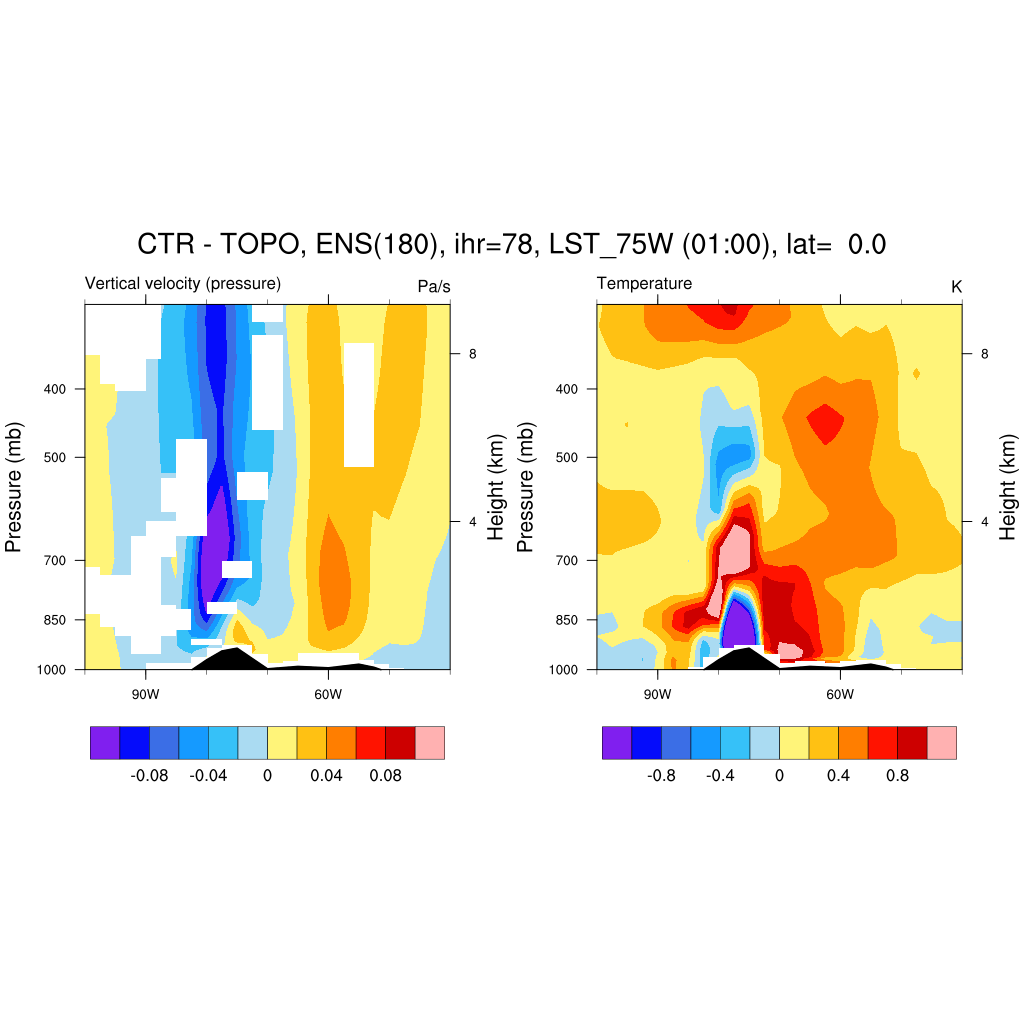 CTR - TOPO, ENS(180), ihr=78, LST_75W (01:00), lat=  0.0
Vertical velocity (pressure)
Pa/s
Pressure (mb)
400
500
700
850
1000
8
4
Height (km)
90W
60W
-0.08
-0.04
0
0.04
0.08
Temperature
K
Pressure (mb)
400
500
700
850
1000
8
4
Height (km)
90W
60W
-0.8
-0.4
0
0.4
0.8